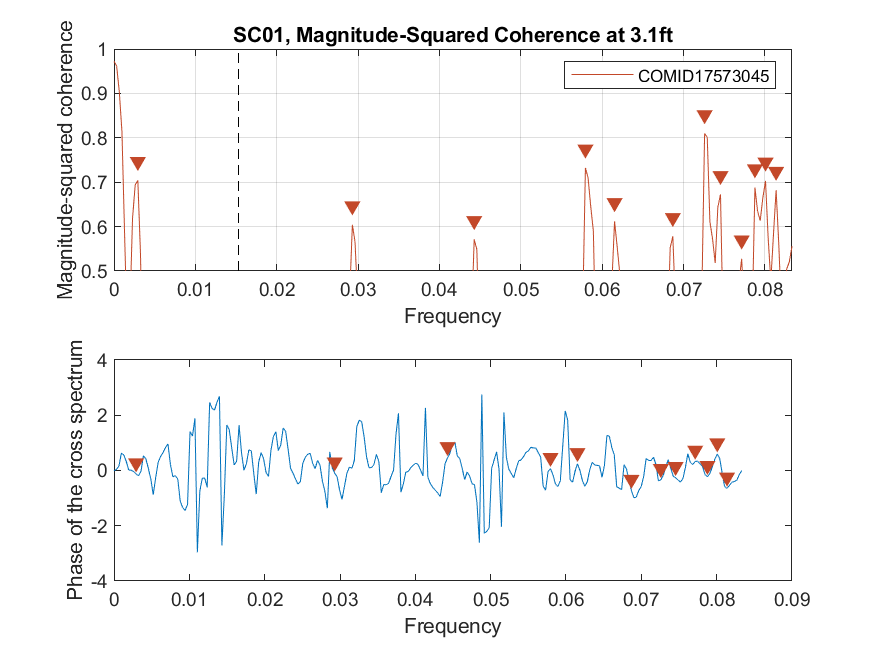 SC01, Magnitude-Squared Coherence at 3.1ft
Magnitude-squared coherence
1
0.9
0.8
0.7
0.6
0.5
COMID17573045
0 0.01 0.02 0.03 0.04 0.05 0.06 0.07 0.08
Frequency
Phase of the cross spectrum
4
2
0
-2
-4
0 0.01 0.02 0.03 0.04 0.05 0.06 0.07 0.08 0.09
Frequency